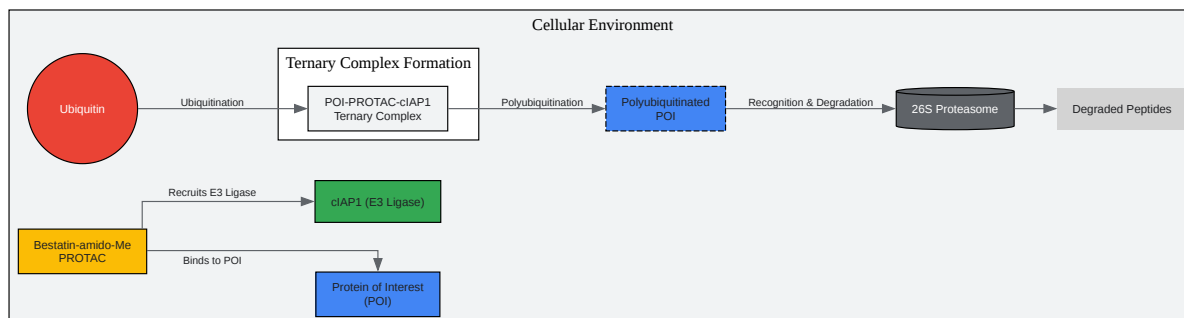 Cellular Environment
Ternary Complex Formation
Ubiquitin
Ubiquitination
POI-PROTAC-cIAP1
Ternary Complex
Polyubiquitination
Polyubiquitinated
POI
Recognition & Degradation
26S Proteasome
Degraded Peptides
Recruits E3 Ligase
cIAP1 (E3 Ligase)
Bestatin-amido-Me
PROTAC
Binds to POI
Protein of Interest
(POI)